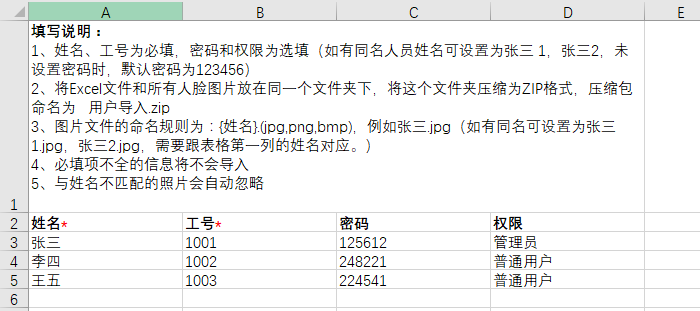 A B C D E
1 填写说明：
1、姓名、工号为必填，密码和权限为选填（如有同名人员姓名可设置为张三 1，张三2，未
设置密码时，默认密码为123456）
2、将Excel文件和所有人脸图片放在同一个文件夹下，将这个文件夹压缩为ZIP格式，压缩包
命名为 用户导入.zip
3、图片文件的命名规则为：{姓名}.(jpg,png,bmp)，例如张三.jpg（如有同名可设置为张三
1.jpg，张三2.jpg，需要跟表格第一列的姓名对应。）
4、必填项不全的信息将不会导入
5、与姓名不匹配的照片会自动忽略
2 姓名* 工号* 密码 权限
3 张三 1001 125612 管理员
4 李四 1002 248221 普通用户
5 王五 1003 224541 普通用户
6